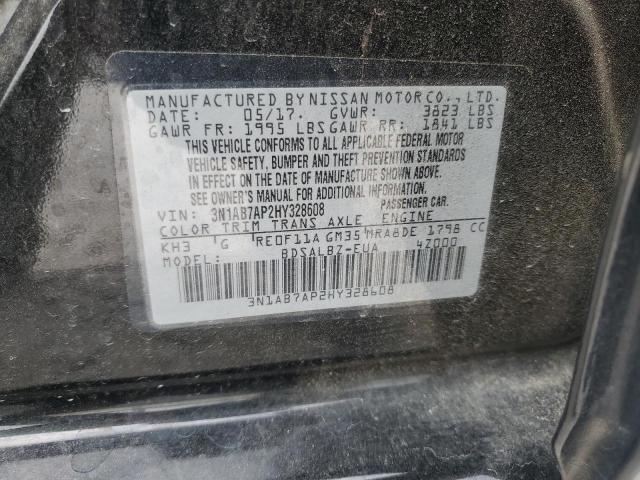 MANUFACTURED BY NISSAN MOTOR CO., LTD.
DATE: 05/17. GVWR: 3823 LBS
GAWR FR: 1995 LBS GAWR RR: 1841 LBS
THIS VEHICLE CONFORMS TO ALL APPLICABLE FEDERAL MOTOR
VEHICLE SAFETY, BUMPER AND THEFT PREVENTION STANDARDS
IN EFFECT ON THE DATE OF MANUFACTURE SHOWN ABOVE.
SEE OWNER'S MANUAL FOR ADDITIONAL INFORMATION.
VIN: 3N1AB7AP2HY328608 PASSENGER CAR.
COLOR TRIM TRANS AXLE ENGINE
KH3 G RE0F11A GM35 MRA8DE 1798 CC
MODEL: BDSALBZ-EUA 4Z000
3N1AB7AP2HY328608